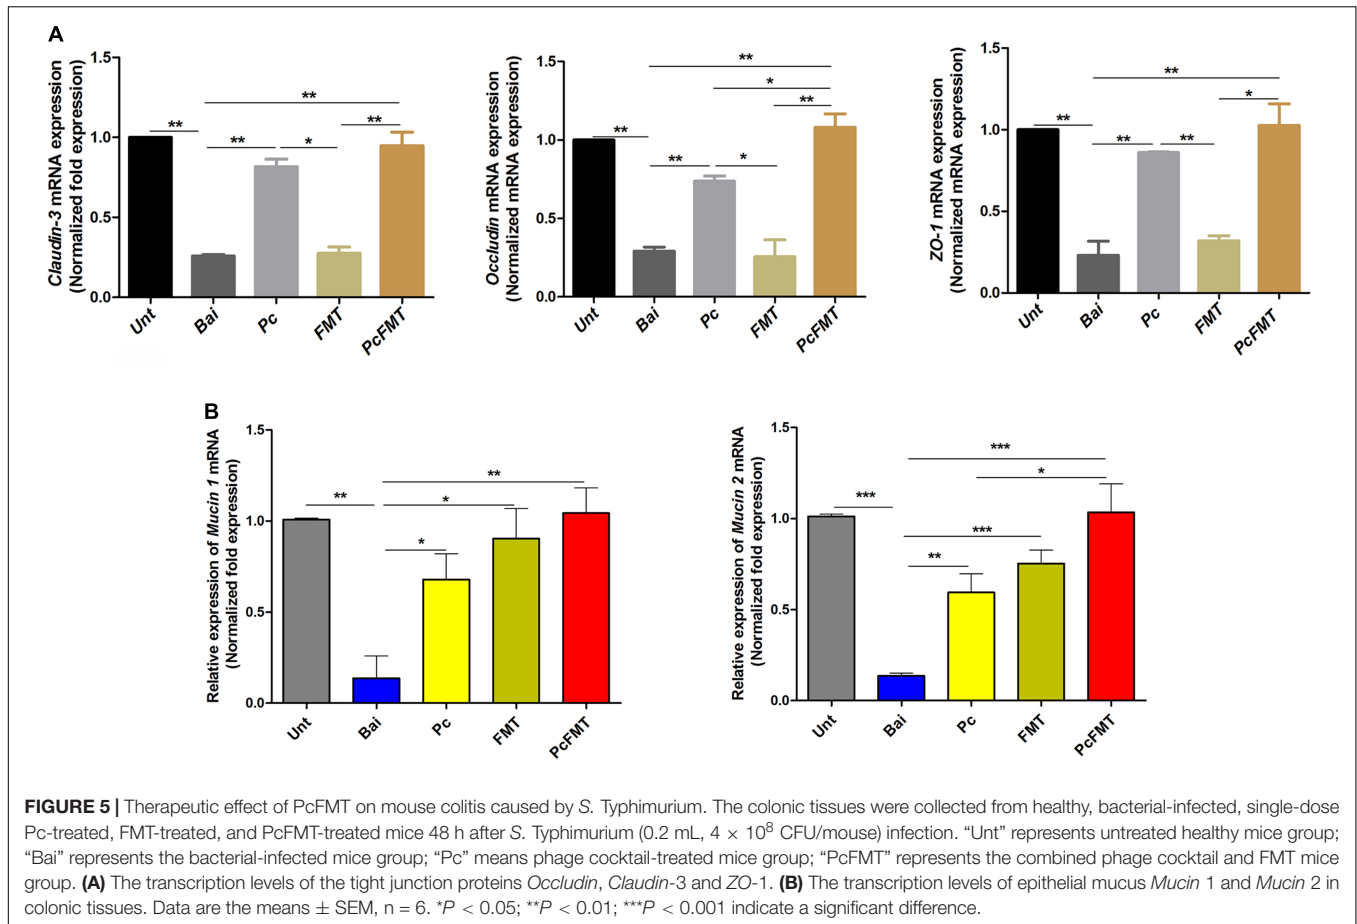 A
Claudin-3 mRNA expression
(Normalized fold expression)
1.5
1.0
0.5
0.0
**
**
**
*
**
Unt
Bai
Pc
FMT
PcFMT
Occludin mRNA expression
(Normalized mRNA expression)
1.5
1.0
0.5
0.0
**
*
**
**
**
*
Unt
Bai
Pc
FMT
PcFMT
ZO-1 mRNA expression
(Normalized mRNA expression)
1.5
1.0
0.5
0.0
**
*
**
**
**
Unt
Bai
Pc
FMT
PcFMT
B
Relative expression of Mucin 1 mRNA
(Normalized fold expression)
1.5
1.0
0.5
0.0
**
**
*
*
Unt
Bai
Pc
FMT
PcFMT
Relative expression of Mucin 2 mRNA
(Normalized fold expression)
1.5
1.0
0.5
0.0
***
*
***
***
**
Unt
Bai
Pc
FMT
PcFMT
FIGURE 5 | Therapeutic effect of PcFMT on mouse colitis caused by S. Typhimurium. The colonic tissues were collected from healthy, bacterial-infected, single-dose
Pc-treated, FMT-treated, and PcFMT-treated mice 48 h after S. Typhimurium (0.2 mL, 4 × 10⁸ CFU/mouse) infection. “Unt” represents untreated healthy mice group;
“Bai” represents the bacterial-infected mice group; “Pc” means phage cocktail-treated mice group; “PcFMT” represents the combined phage cocktail and FMT mice
group. (A) The transcription levels of the tight junction proteins Occludin, Claudin-3 and ZO-1. (B) The transcription levels of epithelial mucus Mucin 1 and Mucin 2 in
colonic tissues. Data are the means ± SEM, n = 6. *P < 0.05; **P < 0.01; ***P < 0.001 indicate a significant difference.